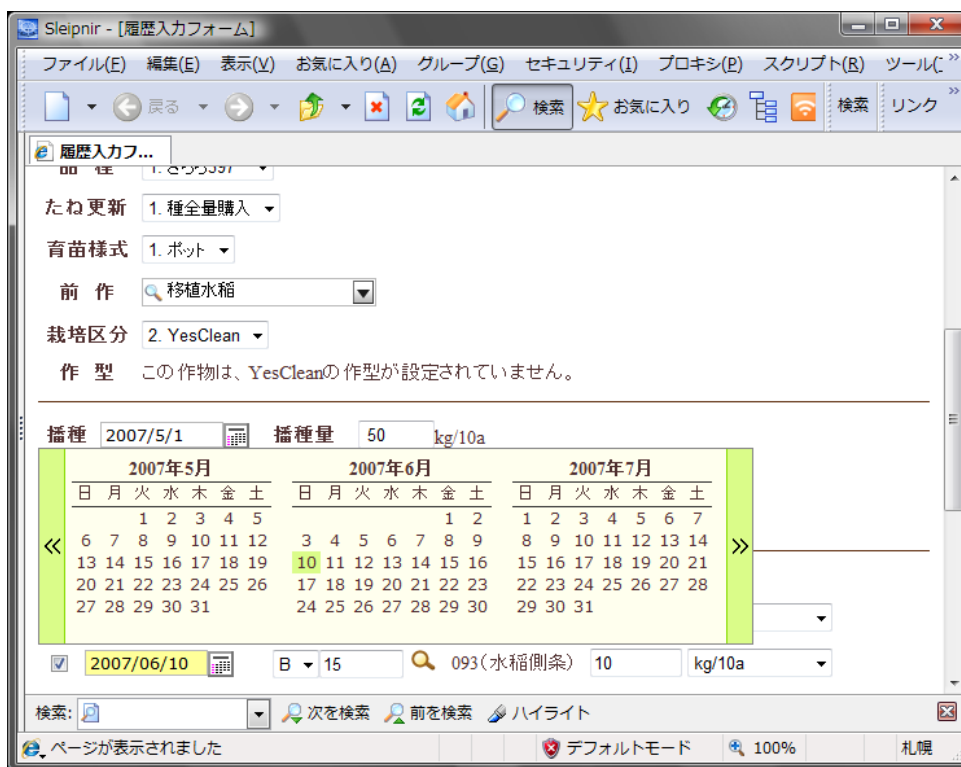 Sleipnir - [履歴入力フォーム]
ファイル(F) 編集(E) 表示(V) お気に入り(A) グループ(G) セキュリティ(I) プロキシ(P) スクリプト(R) ツール(
戻る 検索 お気に入り 検索 リンク
履歴入力フ...
品 種 1. きらら397
たね更新 1. 種全量購入
育苗様式 1. ポット
前 作 移植水稲
栽培区分 2. YesClean
作 型 この作物は、YesCleanの作型が設定されていません。
播種 2007/5/1 播種量 50 kg/10a
2007年5月 2007年6月 2007年7月
日 月 火 水 木 金 土 日 月 火 水 木 金 土 日 月 火 水 木 金 土
1 2 3 4 5 1 2 1 2 3 4 5 6 7
« 6 7 8 9 10 11 12 3 4 5 6 7 8 9 8 9 10 11 12 13 14 »
13 14 15 16 17 18 19 10 11 12 13 14 15 16 15 16 17 18 19 20 21
20 21 22 23 24 25 26 17 18 19 20 21 22 23 22 23 24 25 26 27 28
27 28 29 30 31 24 25 26 27 28 29 30 29 30 31
2007/06/10 B 15 093(水稲側条) 10 kg/10a
検索: 次を検索 前を検索 ハイライト
ページが表示されました デフォルトモード 100% 札幌